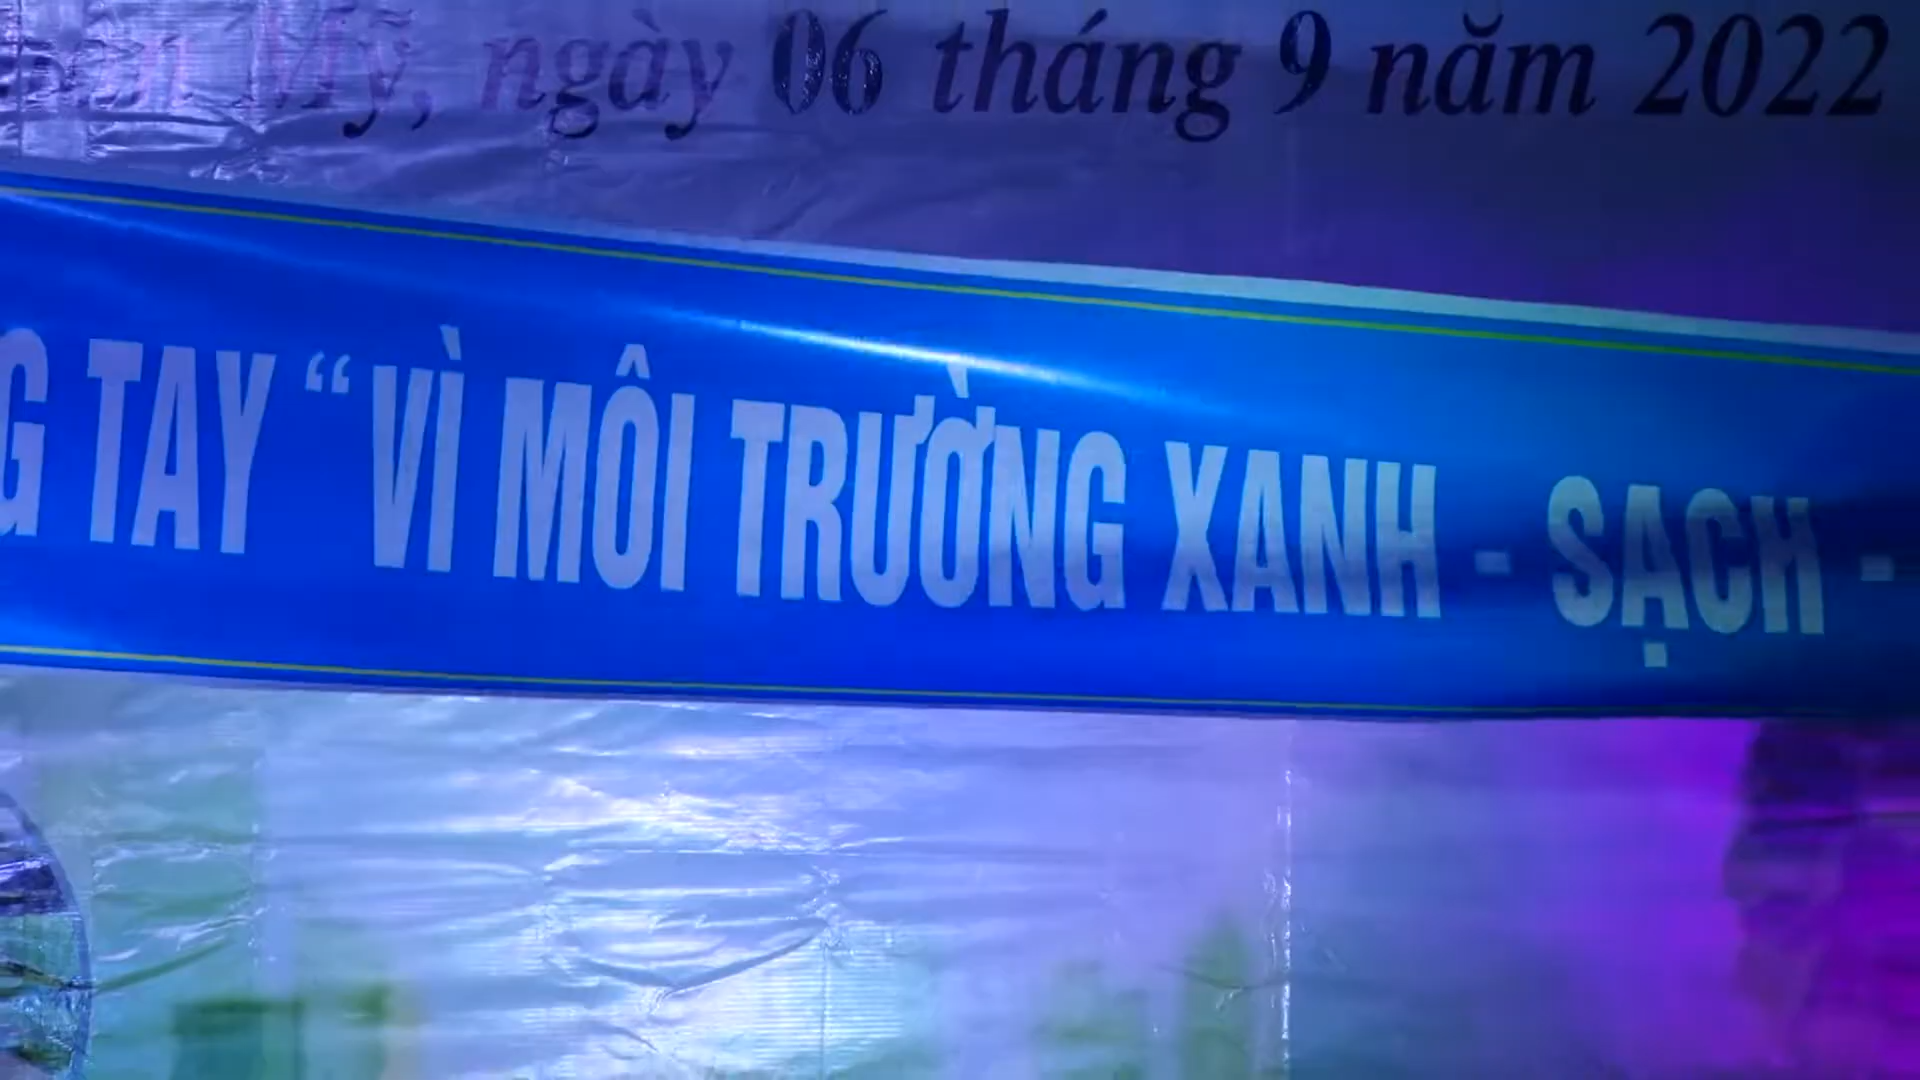 Mỹ, ngày 06 tháng 9 năm 2022
TAY “VÌ MÔI TRƯỜNG XANH - SẠCH -